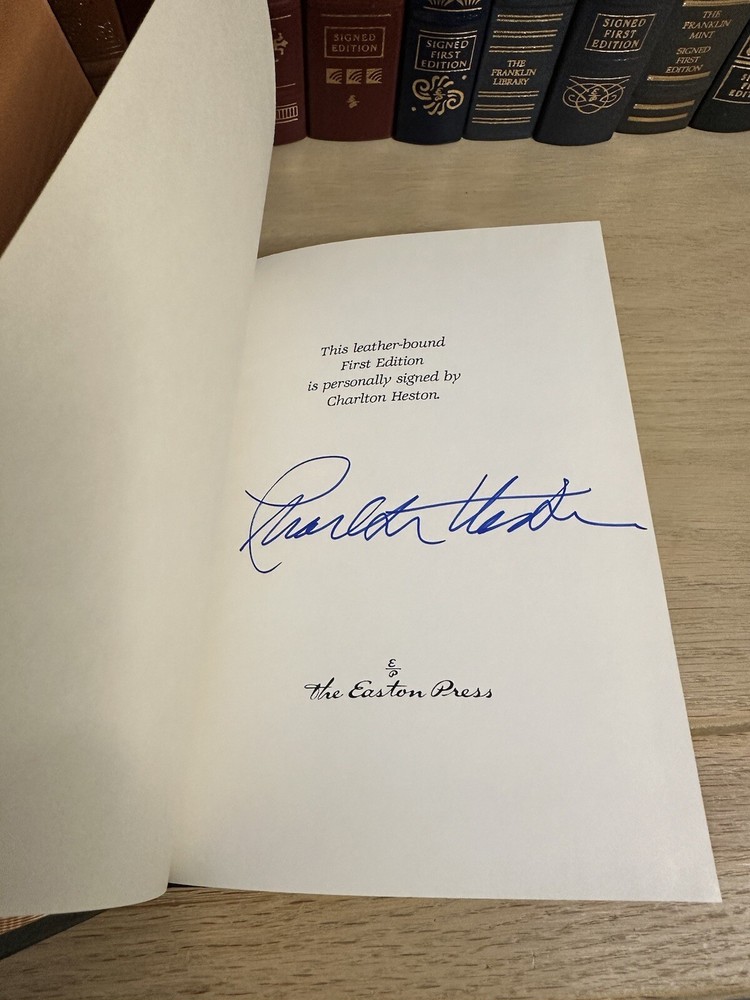 SIGNED
EDITION
SIGNED
FIRST
EDITION
THE
FRANKLIN
LIBRARY
SIGNED
FIRST
EDITION
THE
FRANKLIN
MINT
SIGNED
FIRST
EDITION
This leather-bound
First Edition
is personally signed by
Charlton Heston.
Charlton Heston
E
P
the Easton Press